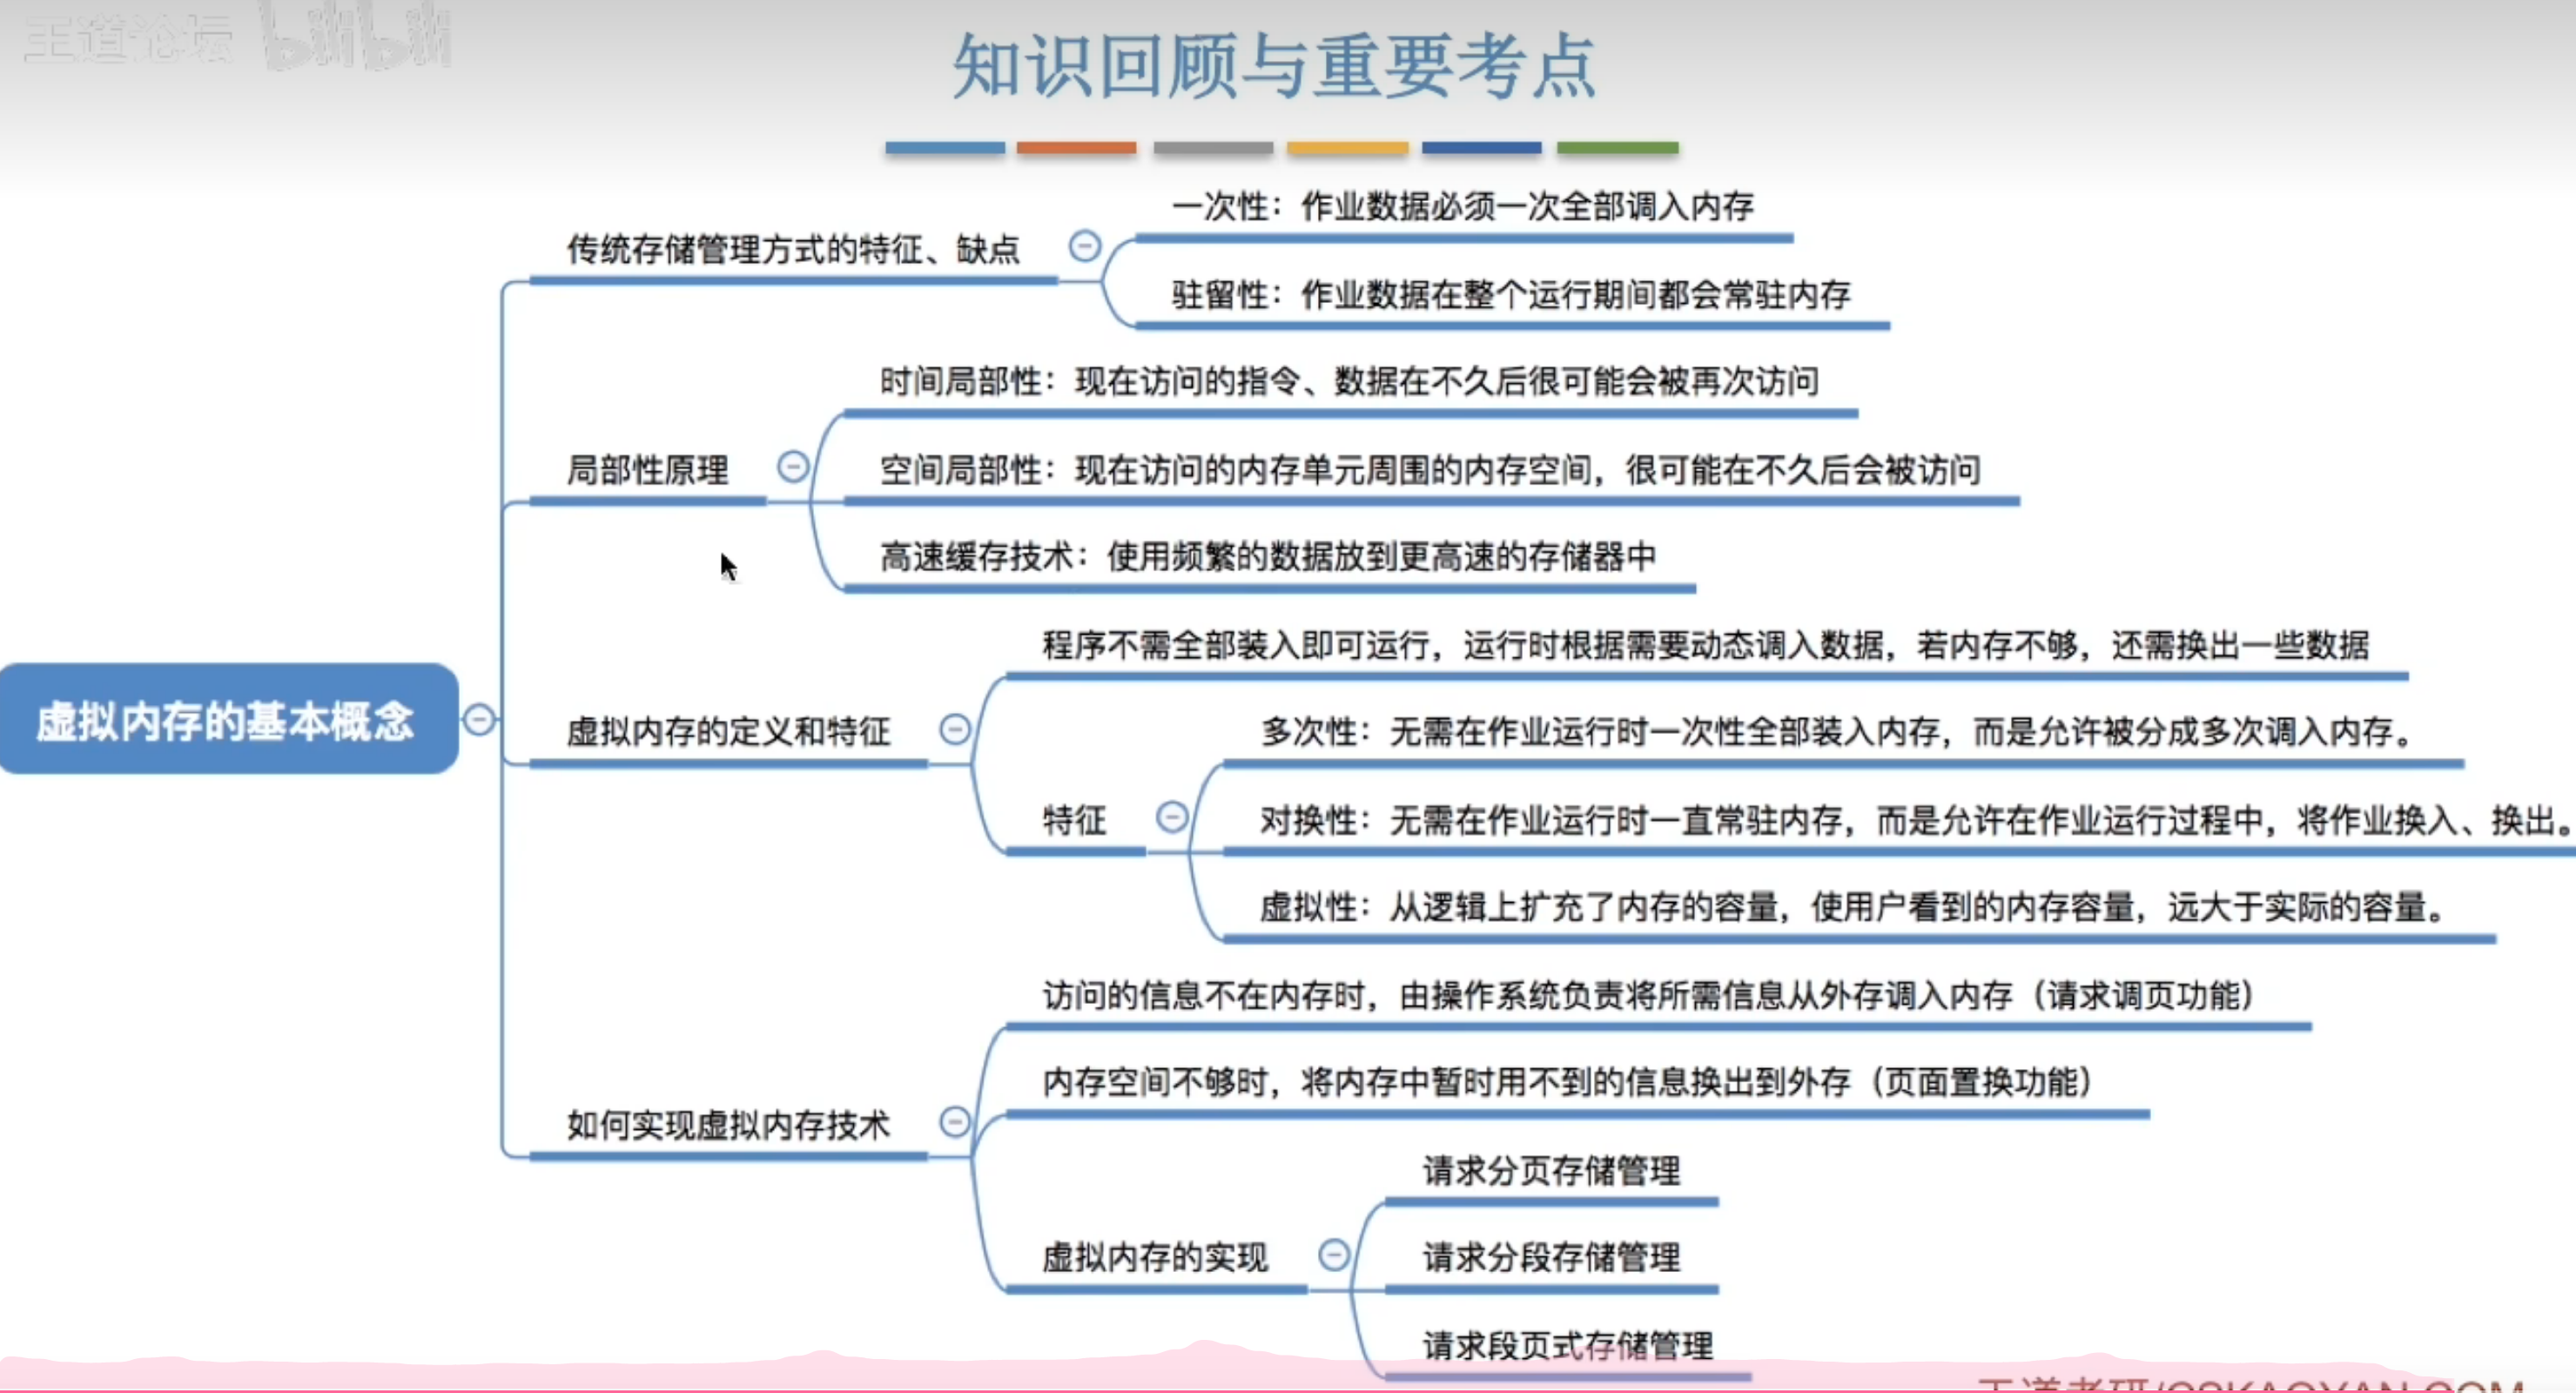 王道论坛 bilibili
知识回顾与重要考点
一次性：作业数据必须一次全部调入内存
传统存储管理方式的特征、缺点
驻留性：作业数据在整个运行期间都会常驻内存
时间局部性：现在访问的指令、数据在不久后很可能会被再次访问
局部性原理
空间局部性：现在访问的内存单元周围的内存空间，很可能在不久后会被访问
高速缓存技术：使用频繁的数据放到更高速的存储器中
虚拟内存的基本概念
程序不需全部装入即可运行，运行时根据需要动态调入数据，若内存不够，还需换出一些数据
虚拟内存的定义和特征
多次性：无需在作业运行时一次性全部装入内存，而是允许被分成多次调入内存。
特征
对换性：无需在作业运行时一直常驻内存，而是允许在作业运行过程中，将作业换入、换出。
虚拟性：从逻辑上扩充了内存的容量，使用户看到的内存容量，远大于实际的容量。
访问的信息不在内存时，由操作系统负责将所需信息从外存调入内存（请求调页功能）
内存空间不够时，将内存中暂时用不到的信息换出到外存（页面置换功能）
如何实现虚拟内存技术
请求分页存储管理
虚拟内存的实现
请求分段存储管理
请求段页式存储管理
王道考研/CSKAOYAN.COM